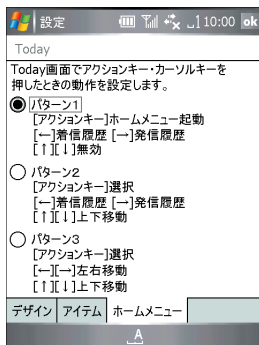 設定 10:00 ok
Today
Today画面でアクションキー・カーソルキーを
押したときの動作を設定します。
パターン1
[アクションキー]ホームメニュー起動
[←]着信履歴 [→]発信履歴
[↑][↓]無効
パターン2
[アクションキー]選択
[←]着信履歴 [→]発信履歴
[↑][↓]上下移動
パターン3
[アクションキー]選択
[←][→]左右移動
[↑][↓]上下移動
デザイン アイテム ホームメニュー
A